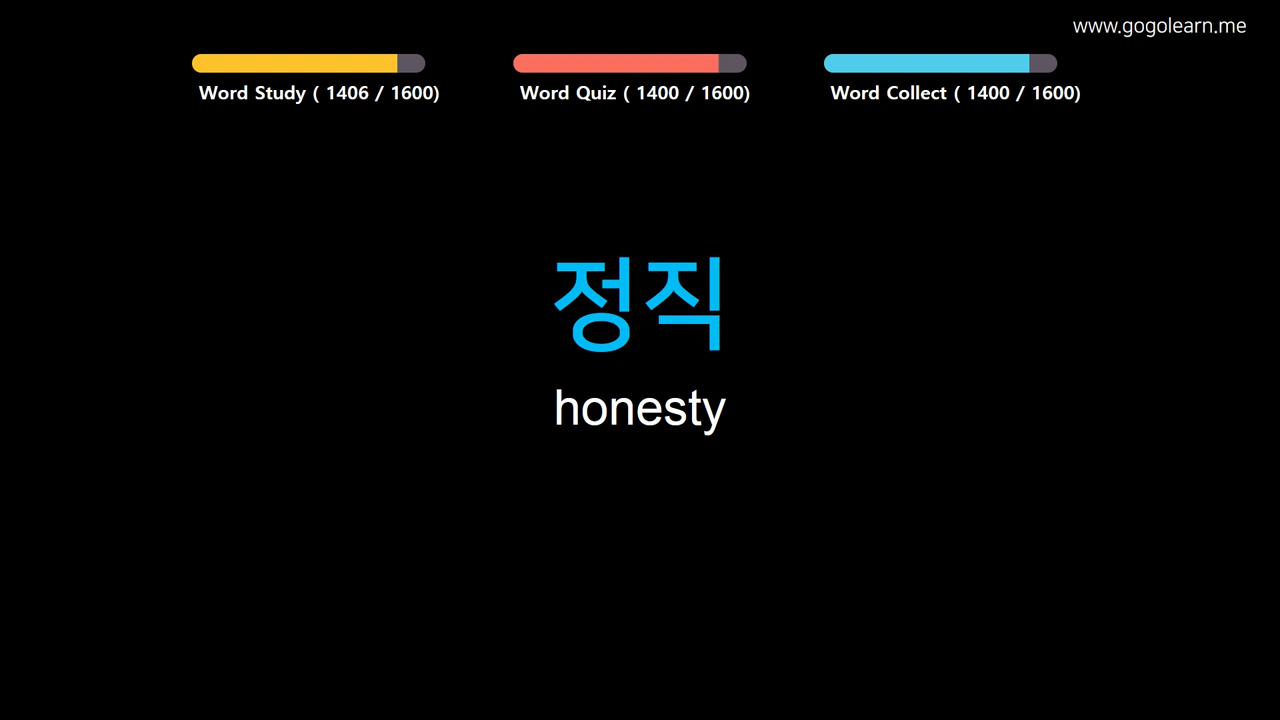 www.gogolearn.me
Word Study ( 1406 / 1600)
Word Quiz ( 1400 / 1600)
Word Collect ( 1400 / 1600)
정직
honesty